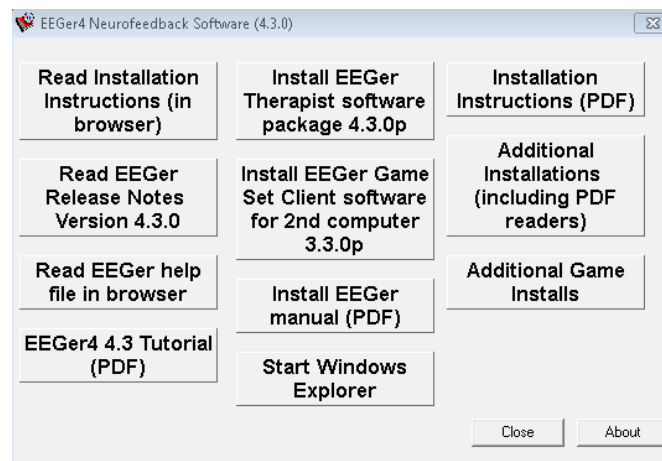 EEGer4 Neurofeedback Software (4.3.0)
Read Installation
Instructions (in
browser)
Read EEGer
Release Notes
Version 4.3.0
Read EEGer help
file in browser
EEGer4 4.3 Tutorial
(PDF)
Install EEGer
Therapist software
package 4.3.0p
Install EEGer Game
Set Client software
for 2nd computer
3.3.0p
Install EEGer
manual (PDF)
Start Windows
Explorer
Installation
Instructions (PDF)
Additional
Installations
(including PDF
readers)
Additional Game
Installs
Close
About